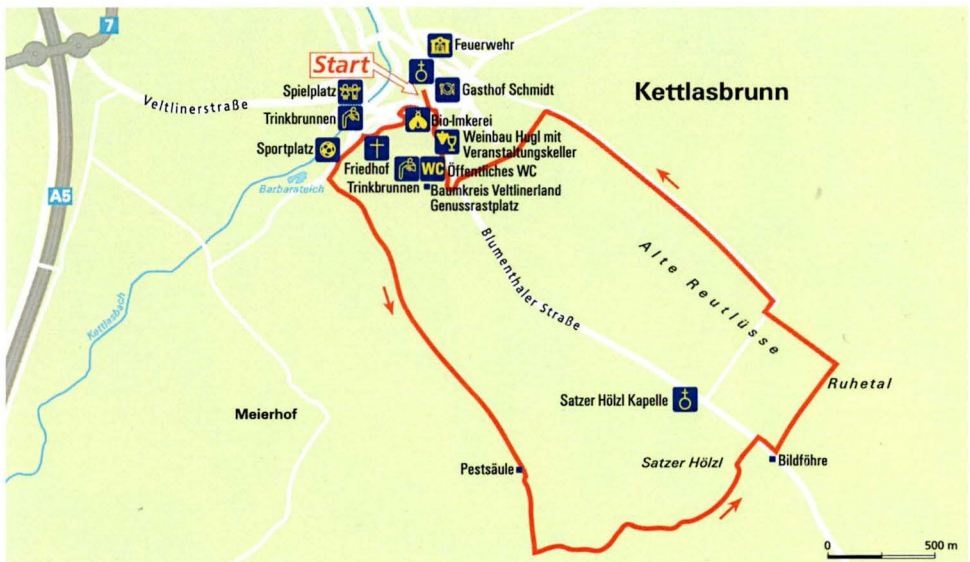 7
Feuerwehr
Start
Spielplatz
Gasthof Schmidt
Kettlasbrunn
Veltlinerstraße
Trinkbrunnen
Bio-Imkerei
Weinbau Hugl mit
Veranstaltungskeller
Sportplatz
Friedhof
WC
Öffentliches WC
Trinkbrunnen
Baumkreis Veltlinerland
Genussrastplatz
Barbarateich
A5
Blumenthaler Straße
Alte Reutlüsse
Kettlasbach
Ruhetal
Satzer Hölzl Kapelle
Meierhof
Satzer Hölzl
Bildföhre
Pestsäule
0
500 m